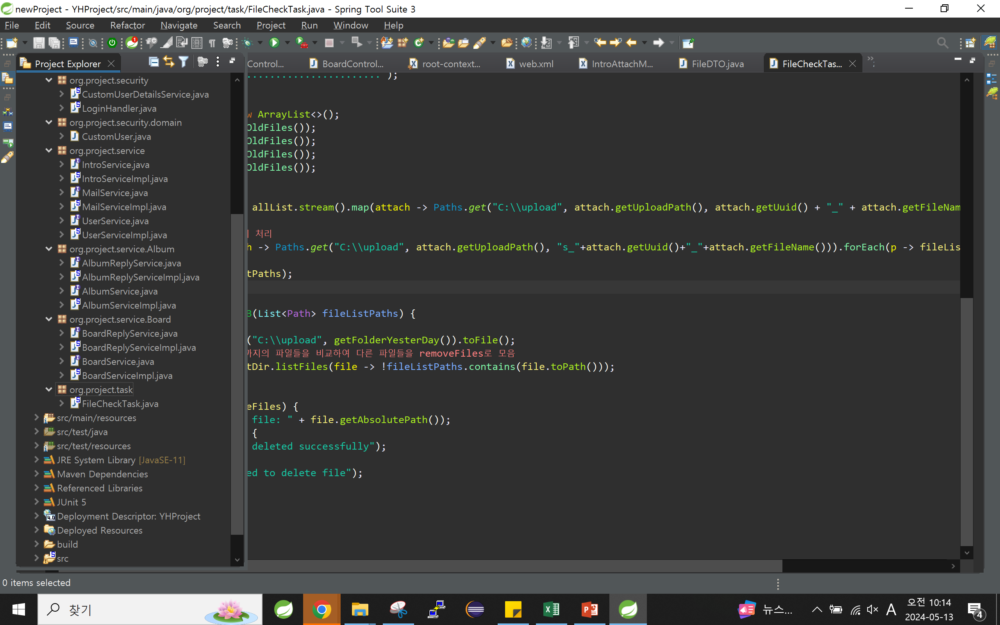 newProject - YHProject/src/main/java/org/project/task/FileCheckTask.java - Spring Tool Suite 3
File Edit Source Refactor Navigate Search Project Run Window Help
Project Explorer
Control... BoardControl... root-context... web.xml IntroAttachM... FileDTO.java FileCheckTas...
org.project.security
CustomUserDetailsService.java
LoginHandler.java
org.project.security.domain
CustomUser.java
org.project.service
IntroService.java
IntroServiceImpl.java
MailService.java
MailServiceImpl.java
UserService.java
UserServiceImpl.java
org.project.service.Album
AlbumReplyService.java
AlbumReplyServiceImpl.java
AlbumService.java
AlbumServiceImpl.java
org.project.service.Board
BoardReplyService.java
BoardReplyServiceImpl.java
BoardService.java
BoardServiceImpl.java
org.project.task
FileCheckTask.java
src/main/resources
src/test/java
src/test/resources
JRE System Library [JavaSE-11]
Maven Dependencies
Referenced Libraries
JUnit 5
Deployment Descriptor: YHProject
Deployed Resources
build
src
....................... ");
w ArrayList<>();
OldFiles());
OldFiles());
OldFiles());
OldFiles());
allList.stream().map(attach -> Paths.get("C:\\upload", attach.getUploadPath(), attach.getUuid() + "_" + attach.getFileNam
처리
h -> Paths.get("C:\\upload", attach.getUploadPath(), "s_"+attach.getUuid()+"_"+attach.getFileName())).forEach(p -> fileLis
tPaths);
B(List<Path> fileListPaths) {
("C:\\upload", getFolderYesterDay()).toFile();
까지의 파일들을 비교하여 다른 파일들을 removeFiles로 모음
tDir.listFiles(file -> !fileListPaths.contains(file.toPath()));
eFiles) {
file: " + file.getAbsolutePath());
{
deleted successfully");
ed to delete file");
0 items selected
찾기
뉴스...
A
오전 10:14
2024-05-13
4